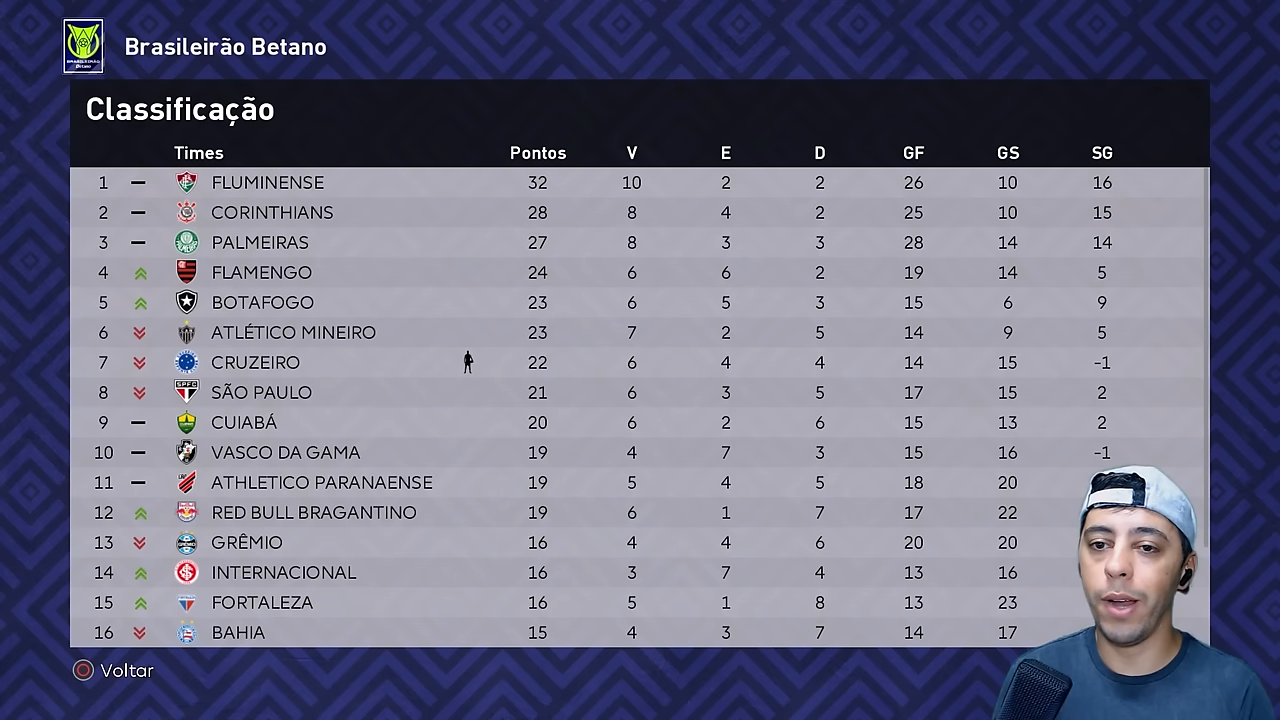 Brasileirão Betano
Classificação
Times Pontos V E D GF GS SG
1 FLUMINENSE 32 10 2 2 26 10 16
2 CORINTHIANS 28 8 4 2 25 10 15
3 PALMEIRAS 27 8 3 3 28 14 14
4 FLAMENGO 24 6 6 2 19 14 5
5 BOTAFOGO 23 6 5 3 15 6 9
6 ATLÉTICO MINEIRO 23 7 2 5 14 9 5
7 CRUZEIRO 22 6 4 4 14 15 -1
8 SÃO PAULO 21 6 3 5 17 15 2
9 CUIABÁ 20 6 2 6 15 13 2
10 VASCO DA GAMA 19 4 7 3 15 16 -1
11 ATHLETICO PARANAENSE 19 5 4 5 18 20
12 RED BULL BRAGANTINO 19 6 1 7 17 22
13 GRÊMIO 16 4 4 6 20 20
14 INTERNACIONAL 16 3 7 4 13 16
15 FORTALEZA 16 5 1 8 13 23
16 BAHIA 15 4 3 7 14 17
Voltar